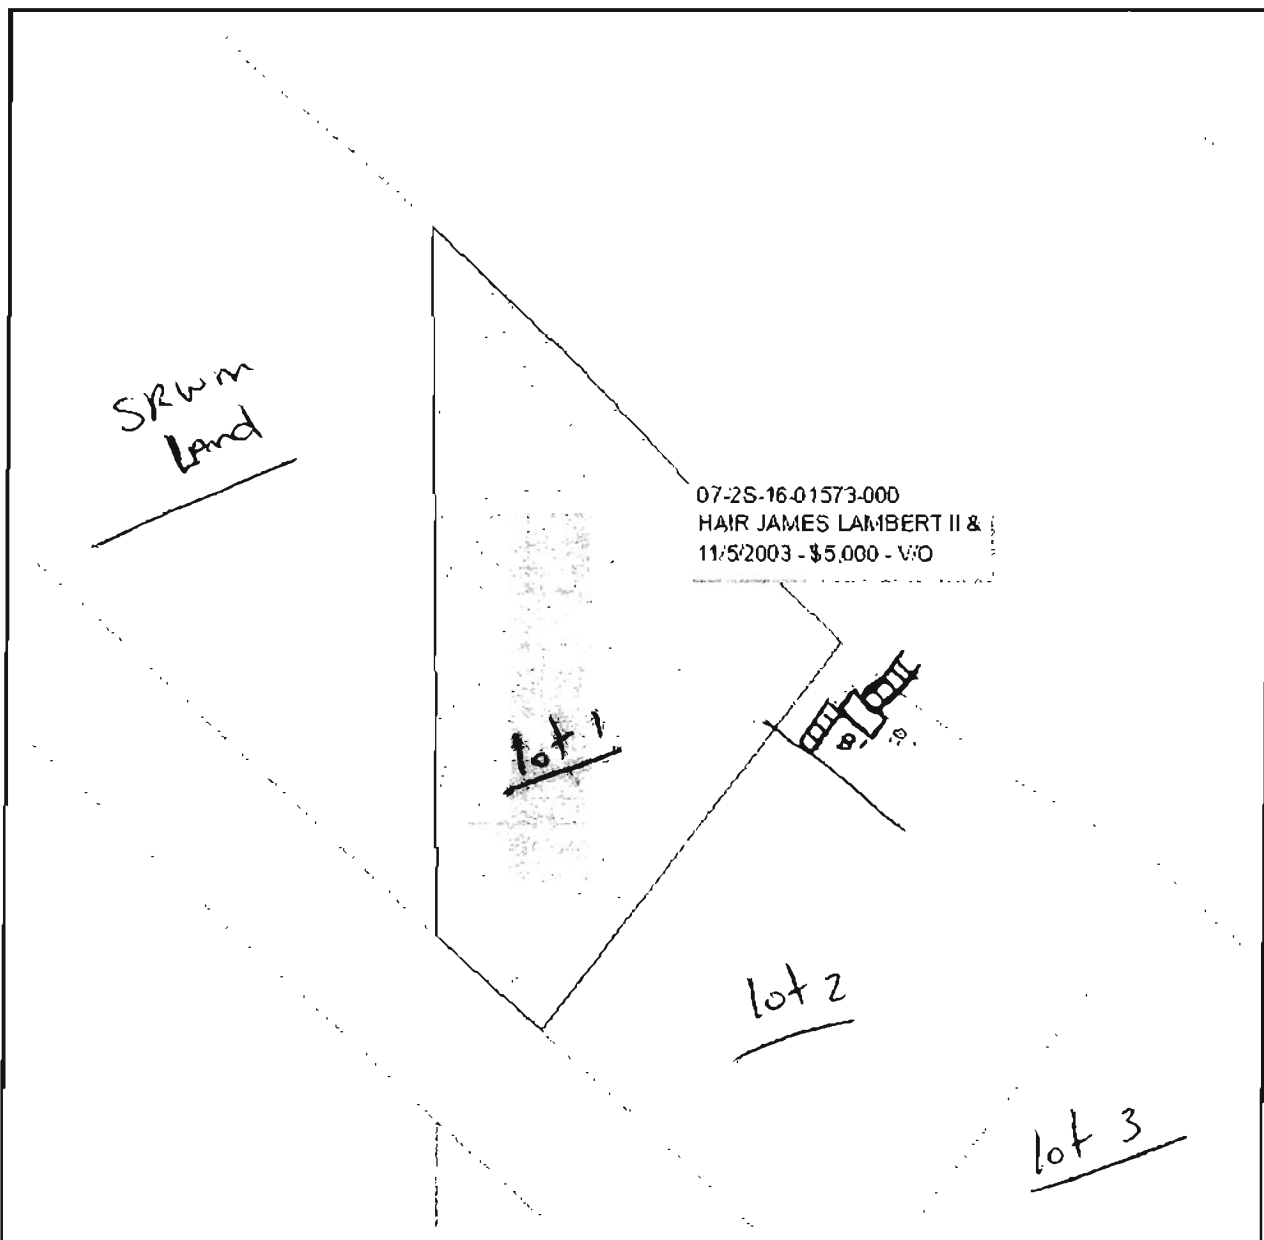 SRWM
Land
07-2S-16-01573-000
HAIR JAMES LAMBERT II &
11/5/2003 - $5,000 - V/O
lot 1
lot 2
lot 3